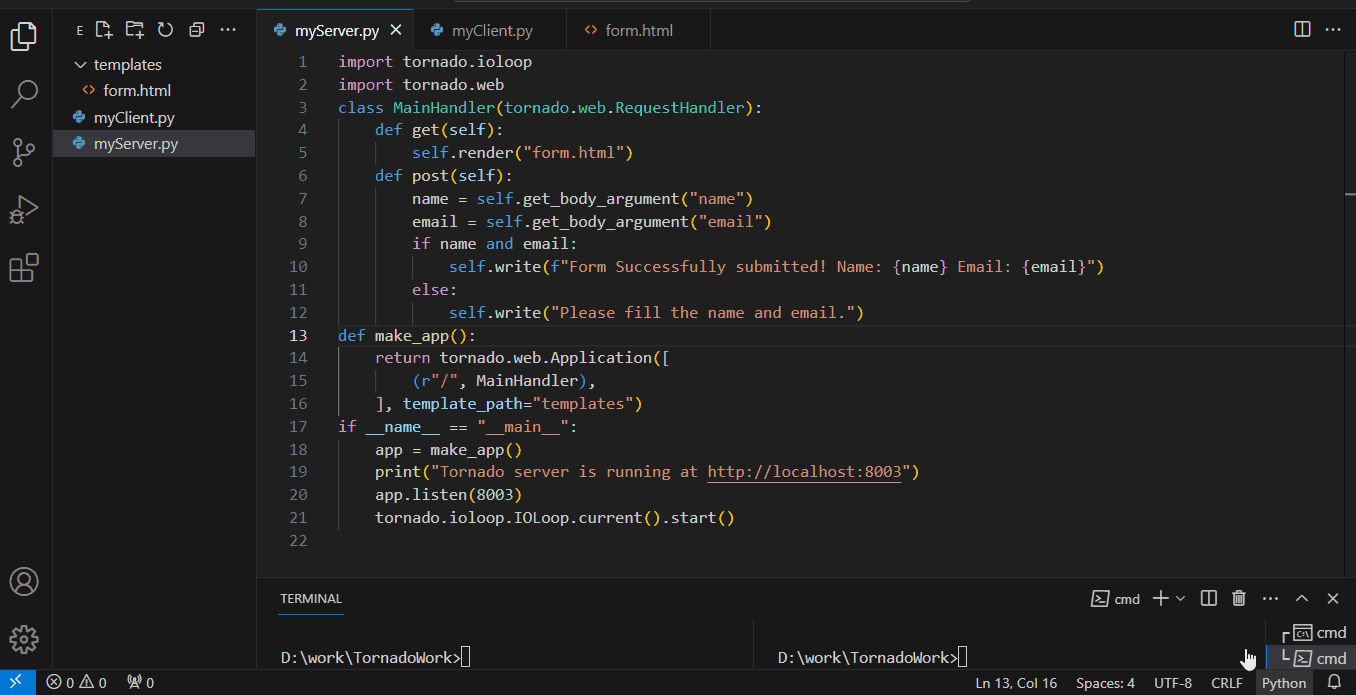 E
myServer.py
myClient.py
<> form.html
templates
<> form.html
myClient.py
myServer.py
1 import tornado.ioloop
2 import tornado.web
3 class MainHandler(tornado.web.RequestHandler):
4     def get(self):
5         self.render("form.html")
6     def post(self):
7         name = self.get_body_argument("name")
8         email = self.get_body_argument("email")
9         if name and email:
10             self.write(f"Form Successfully submitted! Name: {name} Email: {email}")
11         else:
12             self.write("Please fill the name and email.")
13 def make_app():
14     return tornado.web.Application([
15         (r"/", MainHandler),
16     ], template_path="templates")
17 if __name__ == "__main__":
18     app = make_app()
19     print("Tornado server is running at http://localhost:8003")
20     app.listen(8003)
21     tornado.ioloop.IOLoop.current().start()
22
TERMINAL
cmd
D:\work\TornadoWork>
D:\work\TornadoWork>
cmd
cmd
0 0 0
Ln 13, Col 16 Spaces: 4 UTF-8 CRLF Python